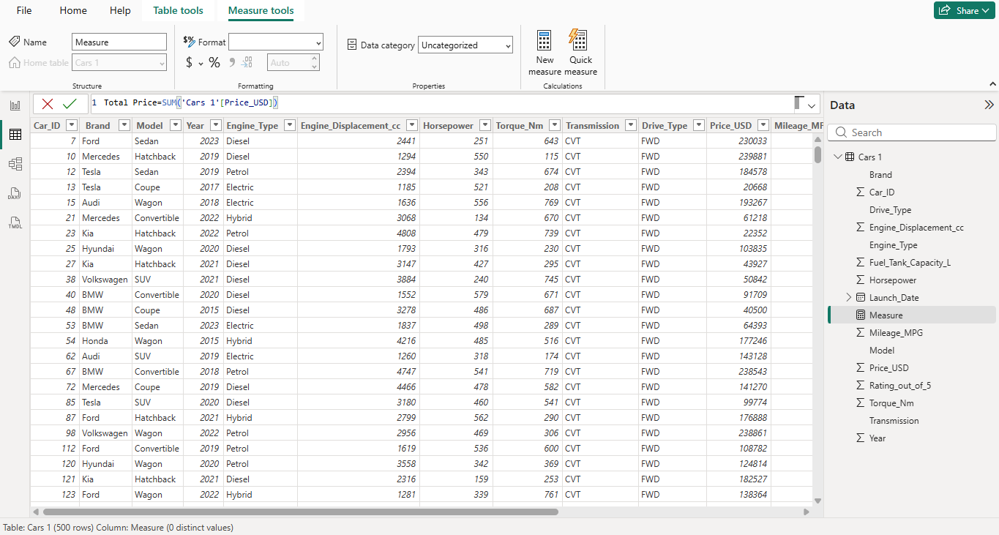 File Home Help Table tools Measure tools Share
Name Measure $% Format Data category Uncategorized New measure Quick measure
Home table Cars 1 $ % Auto
Structure Formatting Properties Calculations
1 Total Price=SUM('Cars 1'[Price_USD])
Car_ID Brand Model Year Engine_Type Engine_Displacement_cc Horsepower Torque_Nm Transmission Drive_Type Price_USD Mileage_MP
7 Ford Sedan 2023 Diesel 2441 251 643 CVT FWD 230033
10 Mercedes Hatchback 2019 Diesel 1294 550 115 CVT FWD 239881
12 Tesla Sedan 2019 Petrol 2394 343 674 CVT FWD 184578
13 Tesla Coupe 2017 Electric 1185 521 208 CVT FWD 20668
15 Audi Wagon 2018 Electric 1636 556 769 CVT FWD 193267
21 Mercedes Convertible 2022 Hybrid 3068 134 670 CVT FWD 61218
23 Kia Hatchback 2022 Petrol 4808 479 739 CVT FWD 22352
25 Hyundai Wagon 2020 Diesel 1793 316 230 CVT FWD 103835
27 Kia Hatchback 2021 Diesel 3147 427 295 CVT FWD 43927
38 Volkswagen SUV 2021 Diesel 3884 240 745 CVT FWD 50842
40 BMW Convertible 2020 Diesel 1552 579 671 CVT FWD 91709
48 BMW Coupe 2015 Diesel 3278 486 687 CVT FWD 40500
53 BMW Sedan 2023 Electric 1837 498 289 CVT FWD 64393
54 Honda Wagon 2015 Hybrid 4216 485 516 CVT FWD 177246
62 Audi SUV 2019 Electric 1260 318 174 CVT FWD 143128
67 BMW Convertible 2018 Petrol 4747 541 719 CVT FWD 238543
72 Mercedes Coupe 2019 Diesel 4466 478 582 CVT FWD 141270
85 Tesla SUV 2020 Diesel 3180 460 541 CVT FWD 99774
87 Ford Hatchback 2021 Hybrid 2799 562 290 CVT FWD 176888
98 Volkswagen Wagon 2022 Petrol 2956 469 306 CVT FWD 238861
112 Ford Convertible 2019 Petrol 1619 536 600 CVT FWD 108782
120 Hyundai Wagon 2020 Petrol 3558 342 369 CVT FWD 124814
121 Kia Hatchback 2021 Diesel 2316 159 253 CVT FWD 182527
123 Ford Wagon 2022 Hybrid 1281 339 761 CVT FWD 138364
DAX
TMDL
Data
Search
Cars 1
Brand
Car_ID
Drive_Type
Engine_Displacement_cc
Engine_Type
Fuel_Tank_Capacity_L
Horsepower
Launch_Date
Measure
Mileage_MPG
Model
Price_USD
Rating_out_of_5
Torque_Nm
Transmission
Year
Table: Cars 1 (500 rows) Column: Measure (0 distinct values)